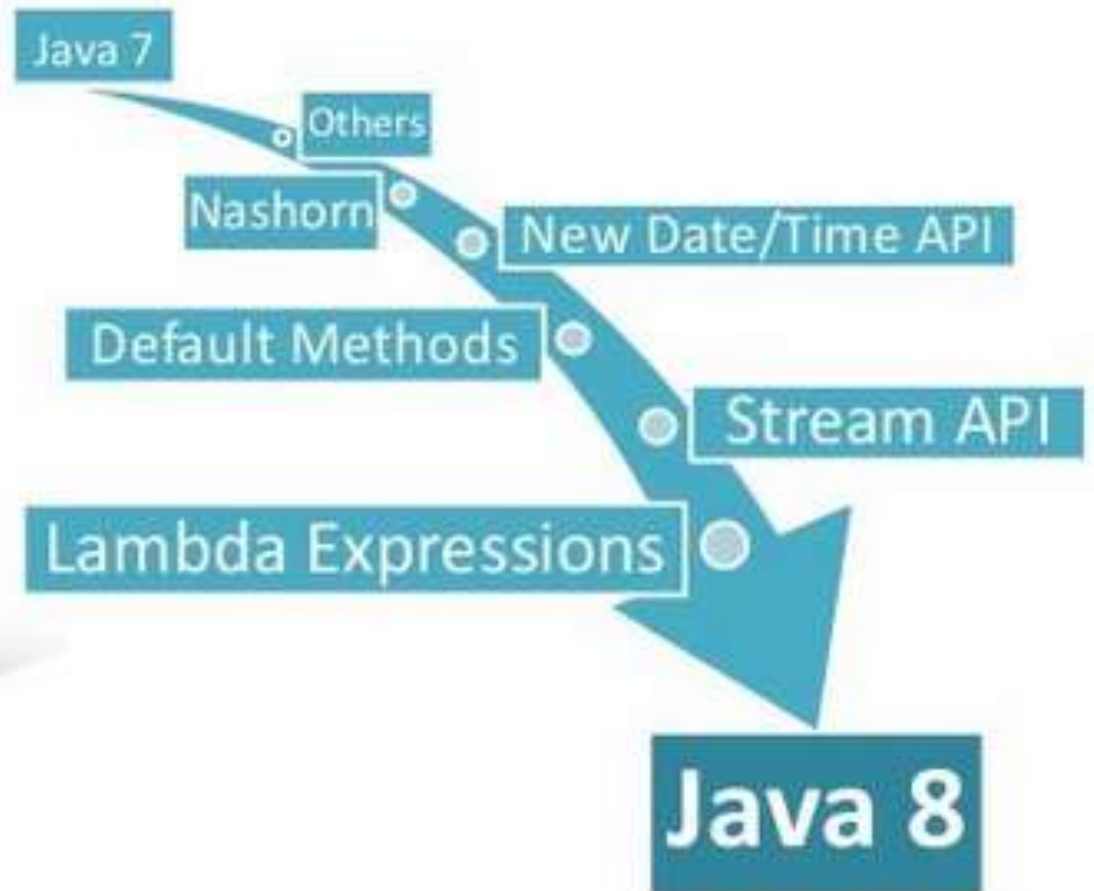 Java 7
Others
Nashorn
New Date/Time API
Default Methods
Stream API
Lambda Expressions
Java 8